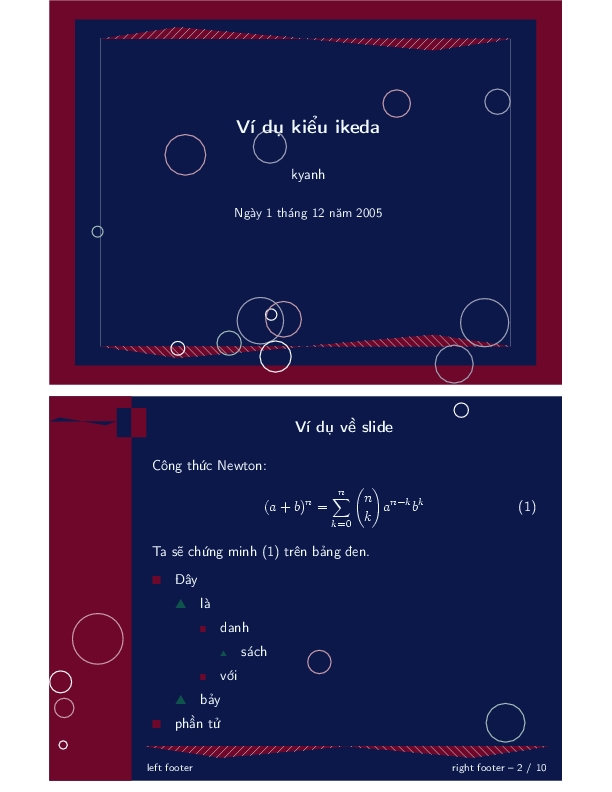 Ví dụ kiểu ikeda
kyanh
Ngày 1 tháng 12 năm 2005
Ví dụ về slide
Công thức Newton:
(a + b)^n = \sum_{k=0}^{n} \binom{n}{k} a^{n−k} b^k (1)
Ta sẽ chứng minh (1) trên bảng đen.
Đây
là
danh
sách
với
bảy
phần tử
left footer right footer – 2 / 10